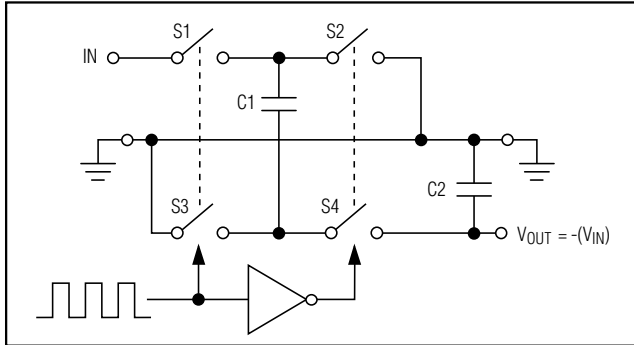 S1
S2
IN
C1
C2
S3
S4
VOUT = -(VIN)